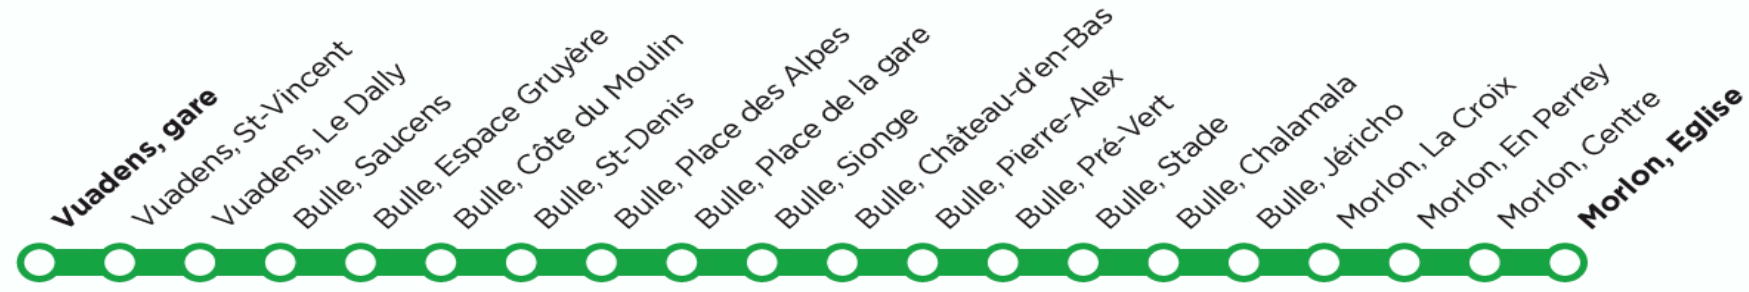 Vuadens, gare
Vuadens, St-Vincent
Vuadens, Le Dally
Bulle, Saucens
Bulle, Espace Gruyère
Bulle, Côte du Moulin
Bulle, St-Denis
Bulle, Place des Alpes
Bulle, Place de la gare
Bulle, Sionge
Bulle, Château-d'en-Bas
Bulle, Pierre-Alex
Bulle, Pré-Vert
Bulle, Stade
Bulle, Chalamala
Bulle, Jéricho
Morlon, La Croix
Morlon, En Perrey
Morlon, Centre
Morlon, Eglise